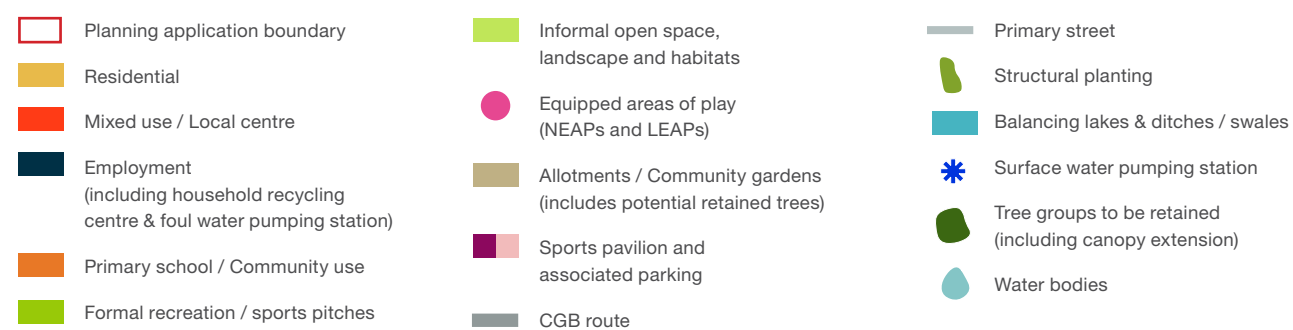 Planning application boundary
Residential
Mixed use / Local centre
Employment
(including household recycling
centre & foul water pumping station)
Primary school / Community use
Formal recreation / sports pitches
Informal open space,
landscape and habitats
Equipped areas of play
(NEAPs and LEAPs)
Allotments / Community gardens
(includes potential retained trees)
Sports pavilion and
associated parking
CGB route
Primary street
Structural planting
Balancing lakes & ditches / swales
Surface water pumping station
Tree groups to be retained
(including canopy extension)
Water bodies